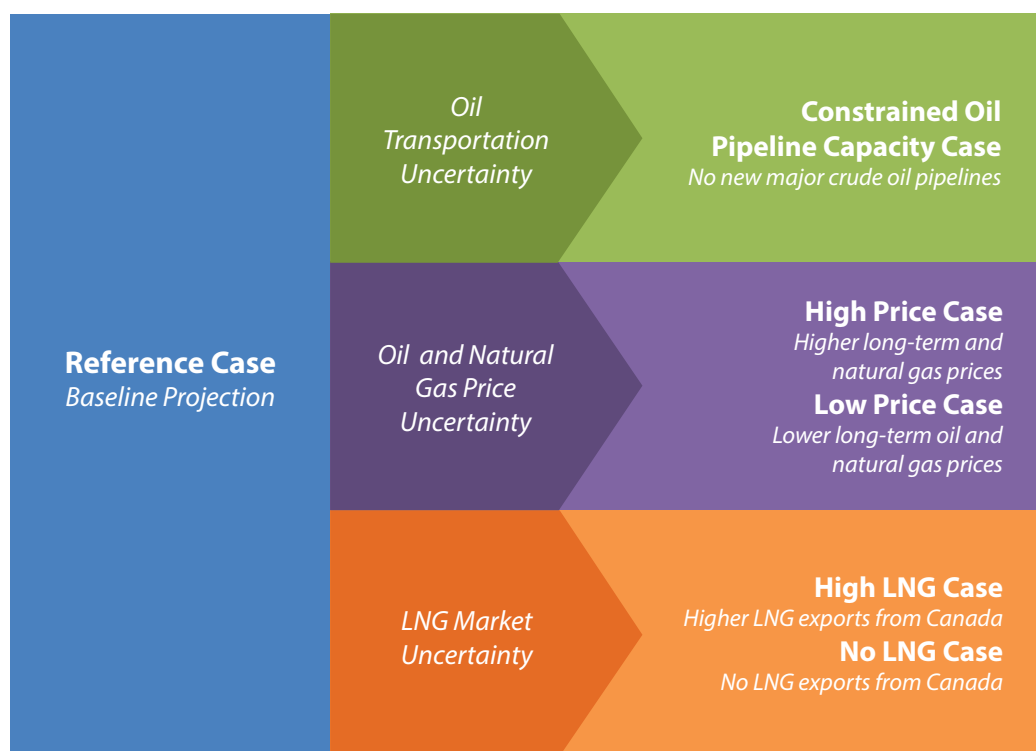 Reference Case
Baseline Projection
Oil
Transportation
Uncertainty
Constrained Oil
Pipeline Capacity Case
No new major crude oil pipelines
Oil and Natural
Gas Price
Uncertainty
High Price Case
Higher long-term and
natural gas prices
Low Price Case
Lower long-term oil and
natural gas prices
LNG Market
Uncertainty
High LNG Case
Higher LNG exports from Canada
No LNG Case
No LNG exports from Canada